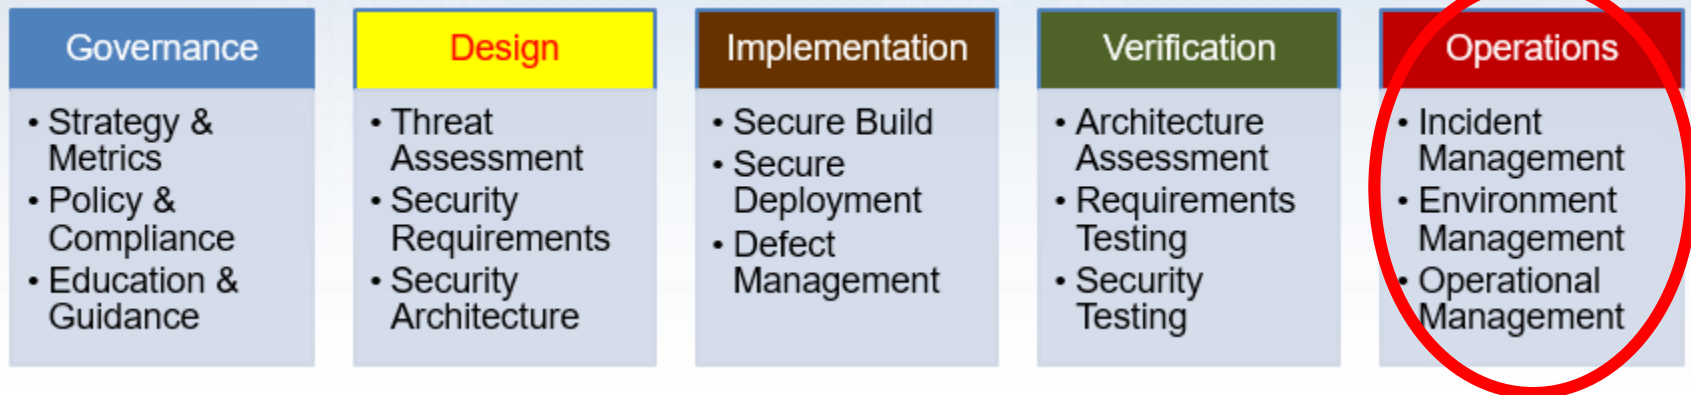 Governance
• Strategy &
Metrics
• Policy &
Compliance
• Education &
Guidance
Design
• Threat
Assessment
• Security
Requirements
• Security
Architecture
Implementation
• Secure Build
• Secure
Deployment
• Defect
Management
Verification
• Architecture
Assessment
• Requirements
Testing
• Security
Testing
Operations
• Incident
Management
• Environment
Management
• Operational
Management